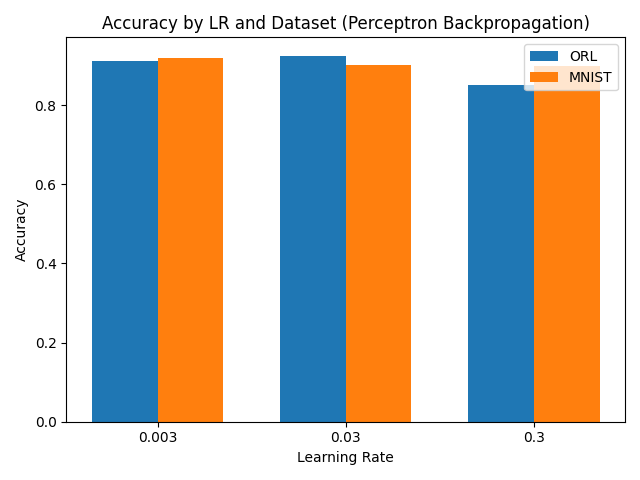 Accuracy by LR and Dataset (Perceptron Backpropagation)
ORL
MNIST
Accuracy
0.8
0.6
0.4
0.2
0.0
0.003
0.03
0.3
Learning Rate